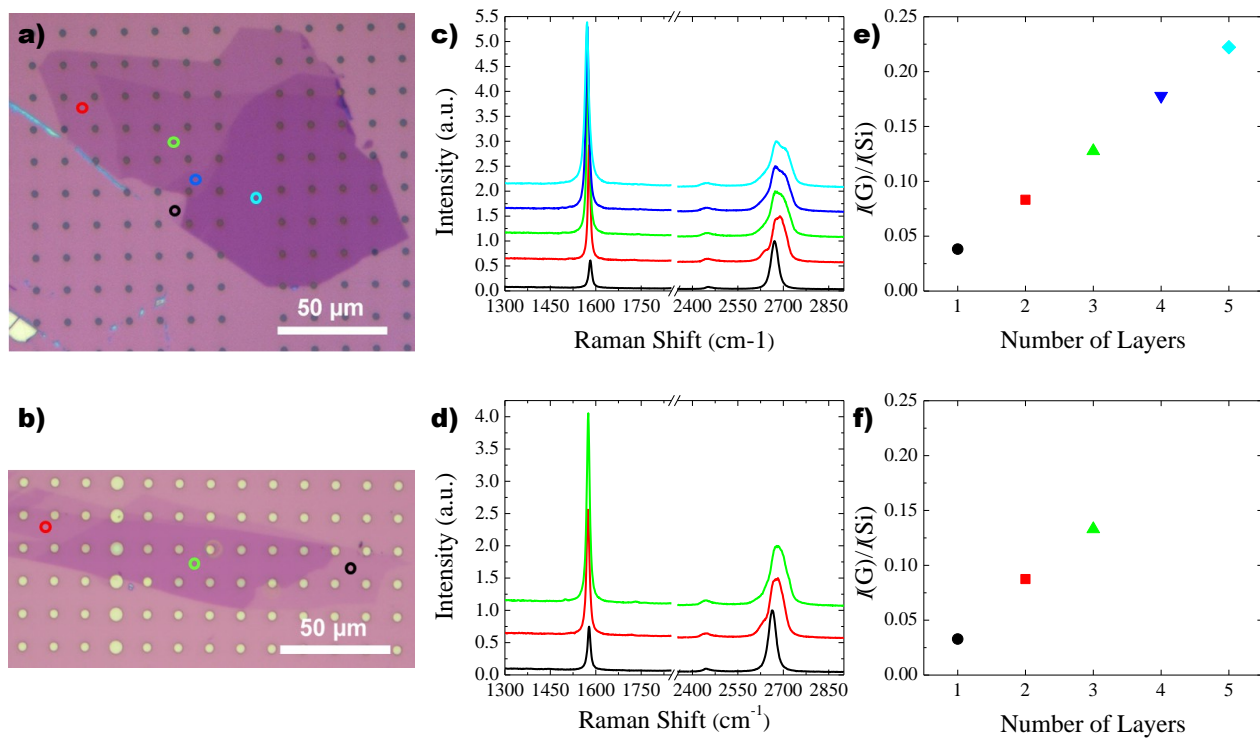 a)
50 µm
c)
5.5
5.0
4.5
4.0
3.5
3.0
2.5
2.0
1.5
1.0
0.5
0.0
Intensity (a.u.)
1300 1450 1600 1750 2400 2550 2700 2850
Raman Shift (cm-1)
e)
0.25
0.20
0.15
0.10
0.05
0.00
I(G)/I(Si)
1 2 3 4 5
Number of Layers
b)
50 µm
d)
4.0
3.5
3.0
2.5
2.0
1.5
1.0
0.5
0.0
Intensity (a.u.)
1300 1450 1600 1750 2400 2550 2700 2850
Raman Shift (cm⁻¹)
f)
0.25
0.20
0.15
0.10
0.05
0.00
I(G)/I(Si)
1 2 3 4 5
Number of Layers